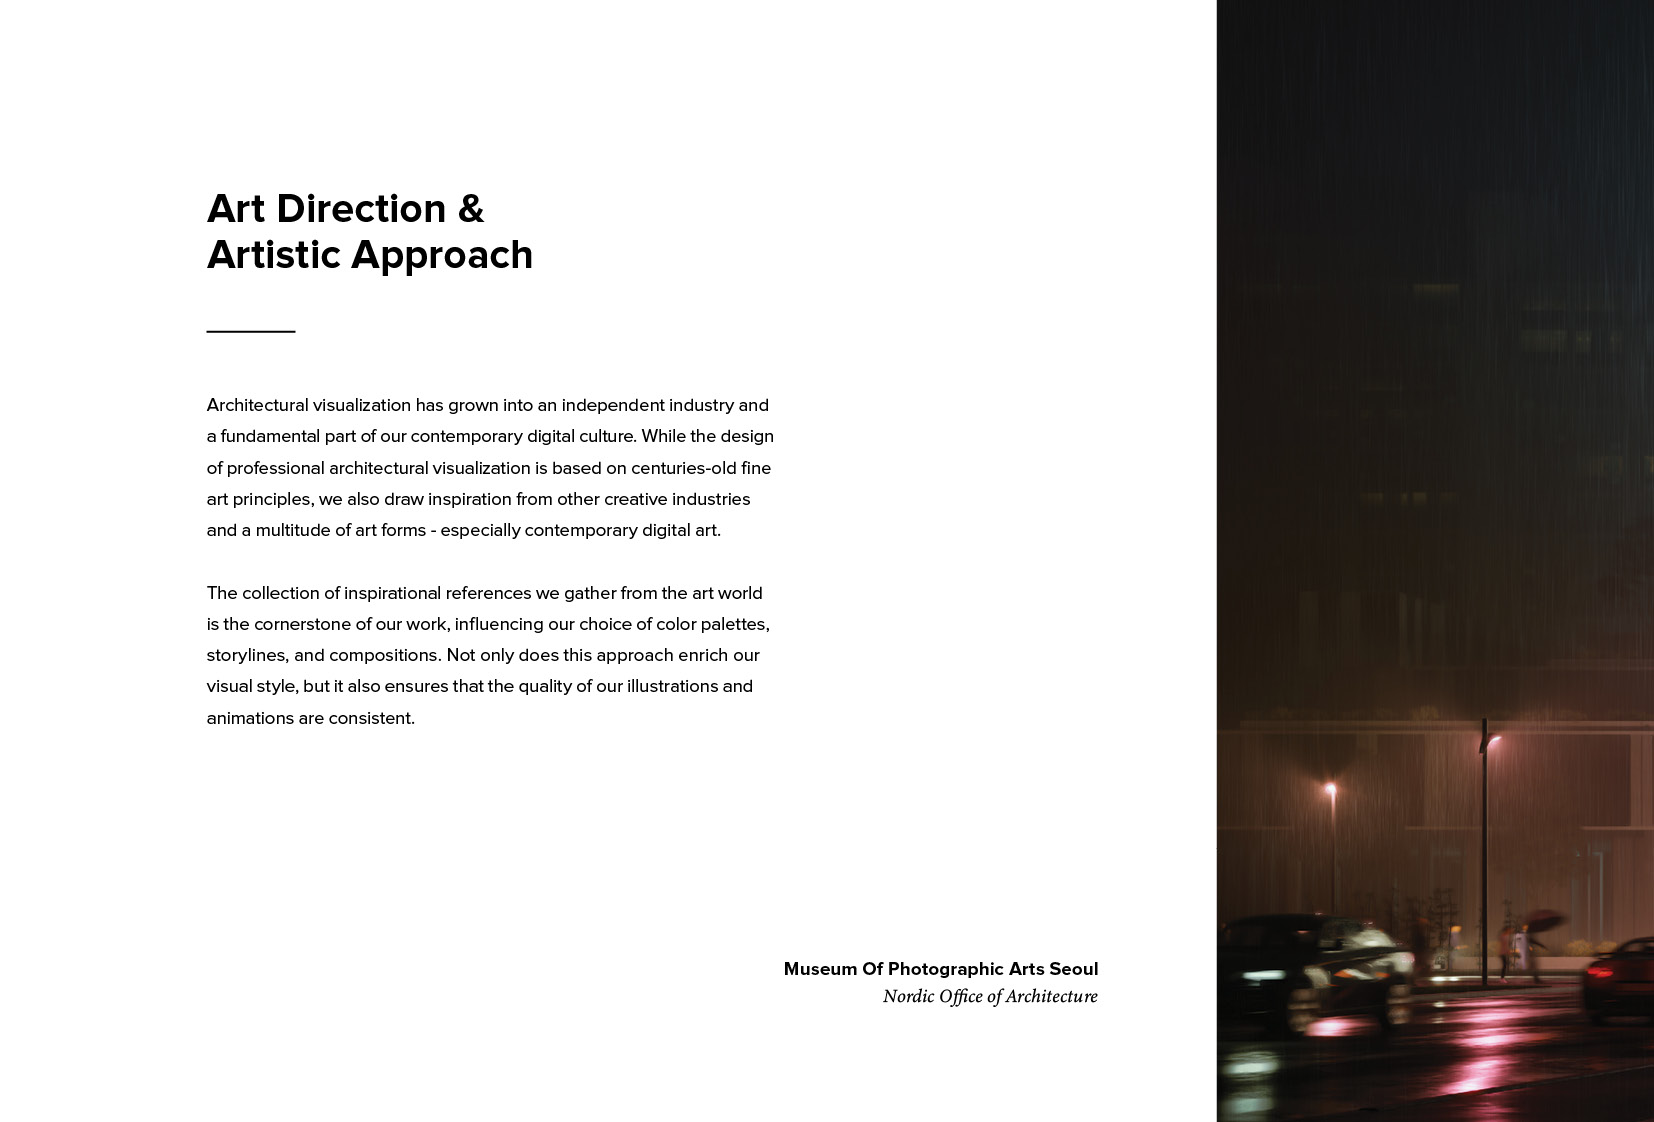 Art Direction &
Artistic Approach
Architectural visualization has grown into an independent industry and
a fundamental part of our contemporary digital culture. While the design
of professional architectural visualization is based on centuries-old fine
art principles, we also draw inspiration from other creative industries
and a multitude of art forms - especially contemporary digital art.
The collection of inspirational references we gather from the art world
is the cornerstone of our work, influencing our choice of color palettes,
storylines, and compositions. Not only does this approach enrich our
visual style, but it also ensures that the quality of our illustrations and
animations are consistent.
Museum Of Photographic Arts Seoul
Nordic Office of Architecture